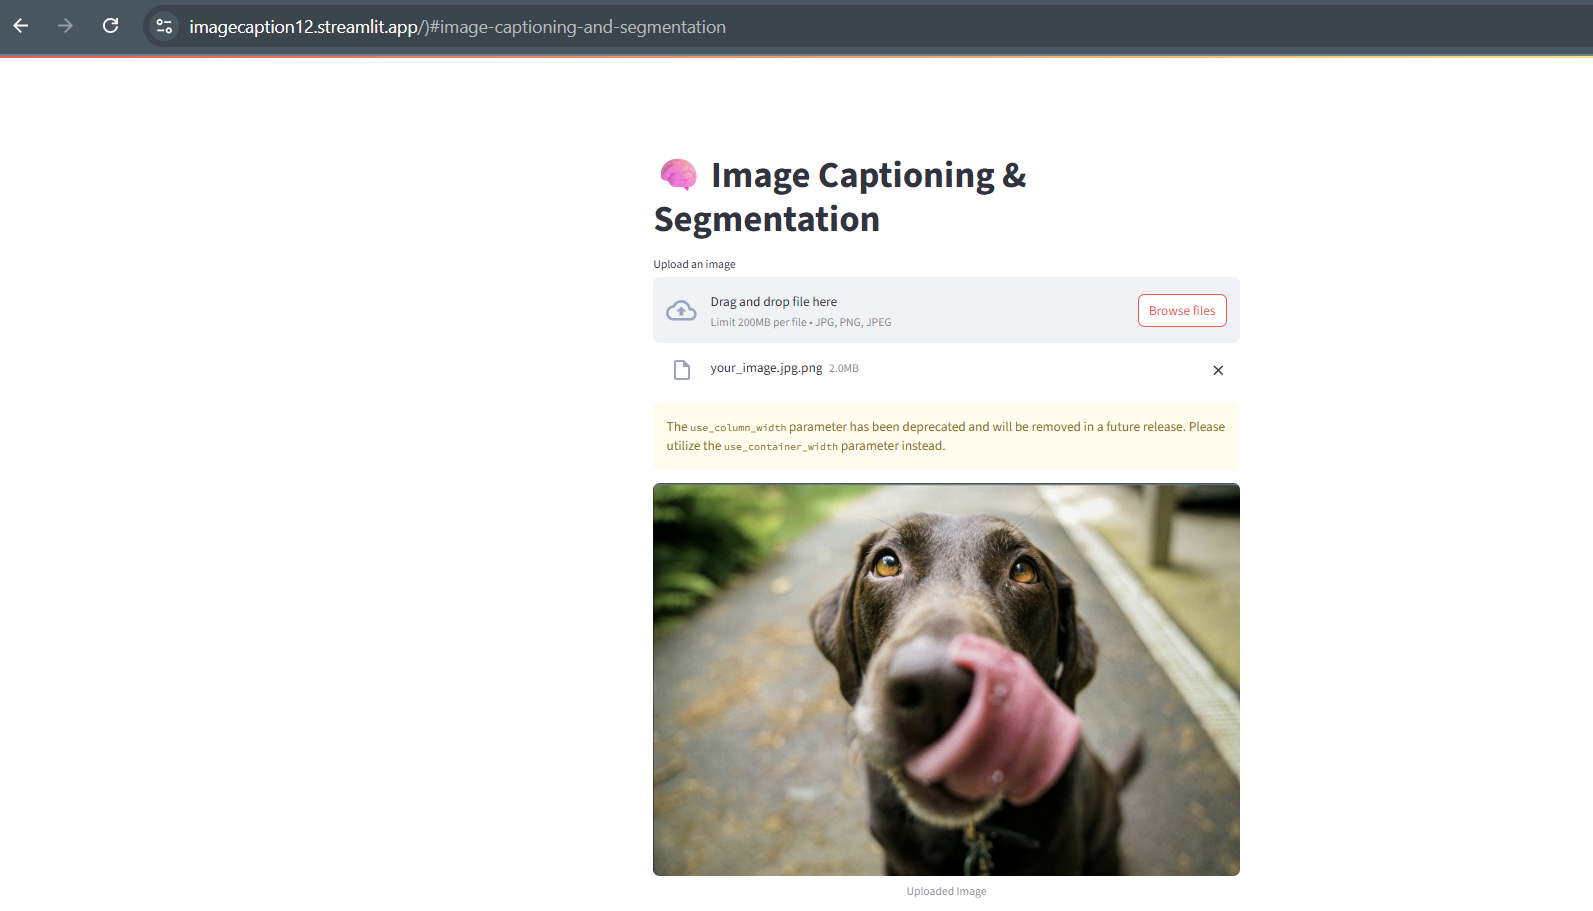 imagecaption12.streamlit.app/)#image-captioning-and-segmentation
🧠 Image Captioning &
Segmentation
Upload an image
Drag and drop file here
Limit 200MB per file • JPG, PNG, JPEG
Browse files
your_image.jpg.png 2.0MB
The use_column_width parameter has been deprecated and will be removed in a future release. Please
utilize the use_container_width parameter instead.
Uploaded Image